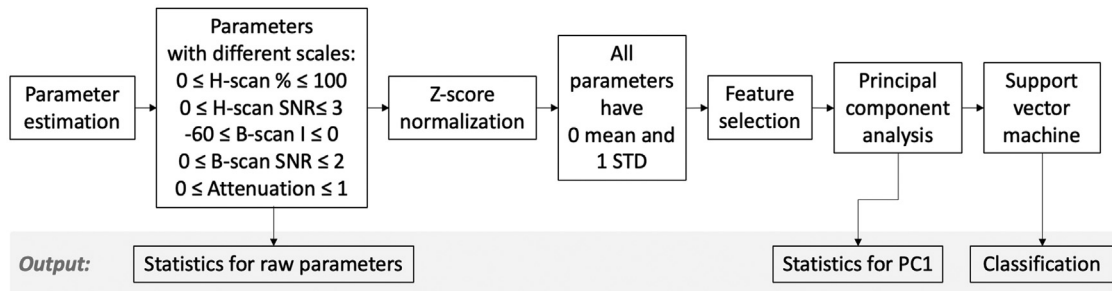 Parameter
estimation
Parameters
with different scales:
0 ≤ H-scan % ≤ 100
0 ≤ H-scan SNR≤ 3
-60 ≤ B-scan I ≤ 0
0 ≤ B-scan SNR ≤ 2
0 ≤ Attenuation ≤ 1
Z-score
normalization
All
parameters
have
0 mean and
1 STD
Feature
selection
Principal
component
analysis
Support
vector
machine
Output:
Statistics for raw parameters
Statistics for PC1
Classification